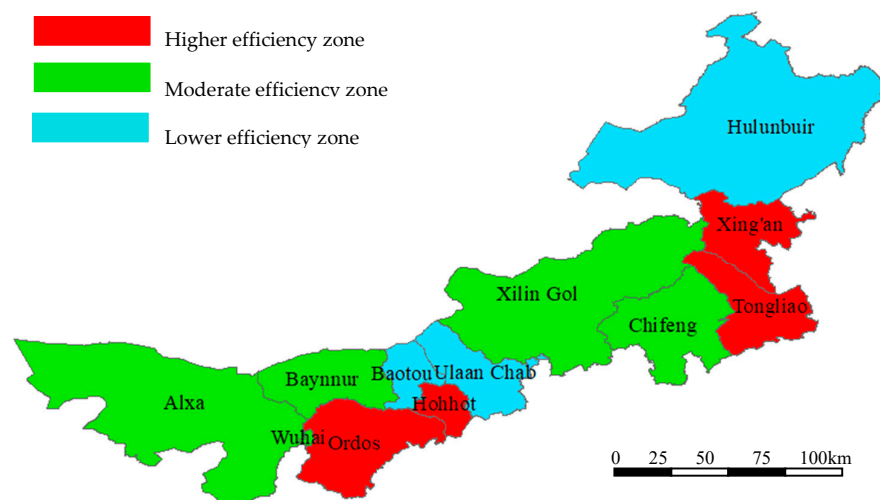 Higher efficiency zone
Moderate efficiency zone
Lower efficiency zone
Hulunbuir
Xing'an
Xilin Gol
Tongliao
Chifeng
Baynnur
Baotou
Ulaan Chab
Alxa
Hohhot
Wuhai
Ordos
0 25 50 75 100km